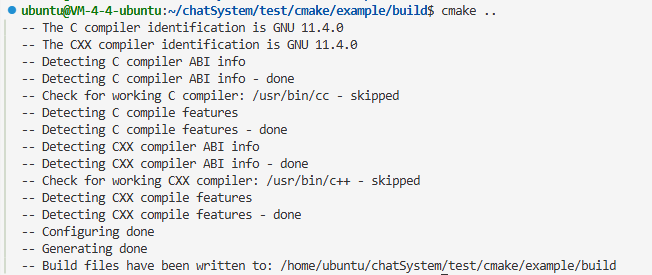 ubuntu@VM-4-4-ubuntu:~/chatSystem/test/cmake/example/build$ cmake ..
-- The C compiler identification is GNU 11.4.0
-- The CXX compiler identification is GNU 11.4.0
-- Detecting C compiler ABI info
-- Detecting C compiler ABI info - done
-- Check for working C compiler: /usr/bin/cc - skipped
-- Detecting C compile features
-- Detecting C compile features - done
-- Detecting CXX compiler ABI info
-- Detecting CXX compiler ABI info - done
-- Check for working CXX compiler: /usr/bin/c++ - skipped
-- Detecting CXX compile features
-- Detecting CXX compile features - done
-- Configuring done
-- Generating done
-- Build files have been written to: /home/ubuntu/chatSystem/test/cmake/example/build